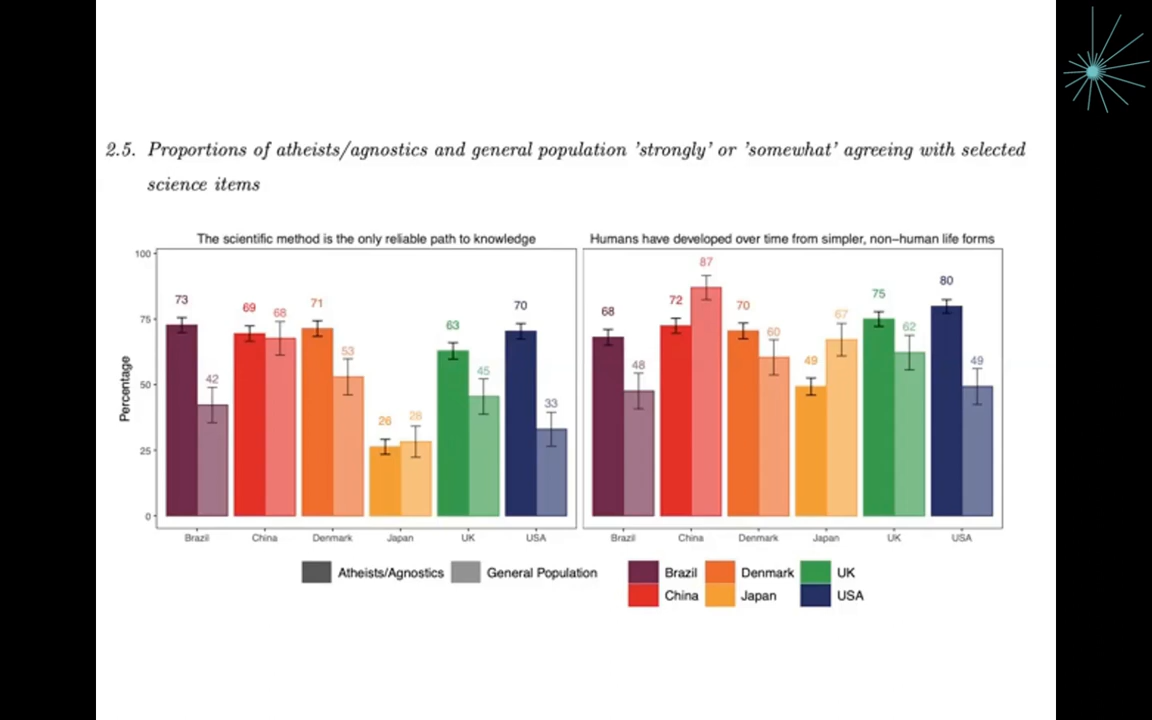 2.5. Proportions of atheists/agnostics and general population 'strongly' or 'somewhat' agreeing with selected
science items
The scientific method is the only reliable path to knowledge
Humans have developed over time from simpler, non-human life forms
Percentage
100
75
50
25
0
73
42
69
68
71
53
26
28
63
45
70
33
68
48
72
87
70
60
49
67
75
62
80
49
Brazil
China
Denmark
Japan
UK
USA
Brazil
China
Denmark
Japan
UK
USA
Atheists/Agnostics
General Population
Brazil
Denmark
UK
China
Japan
USA